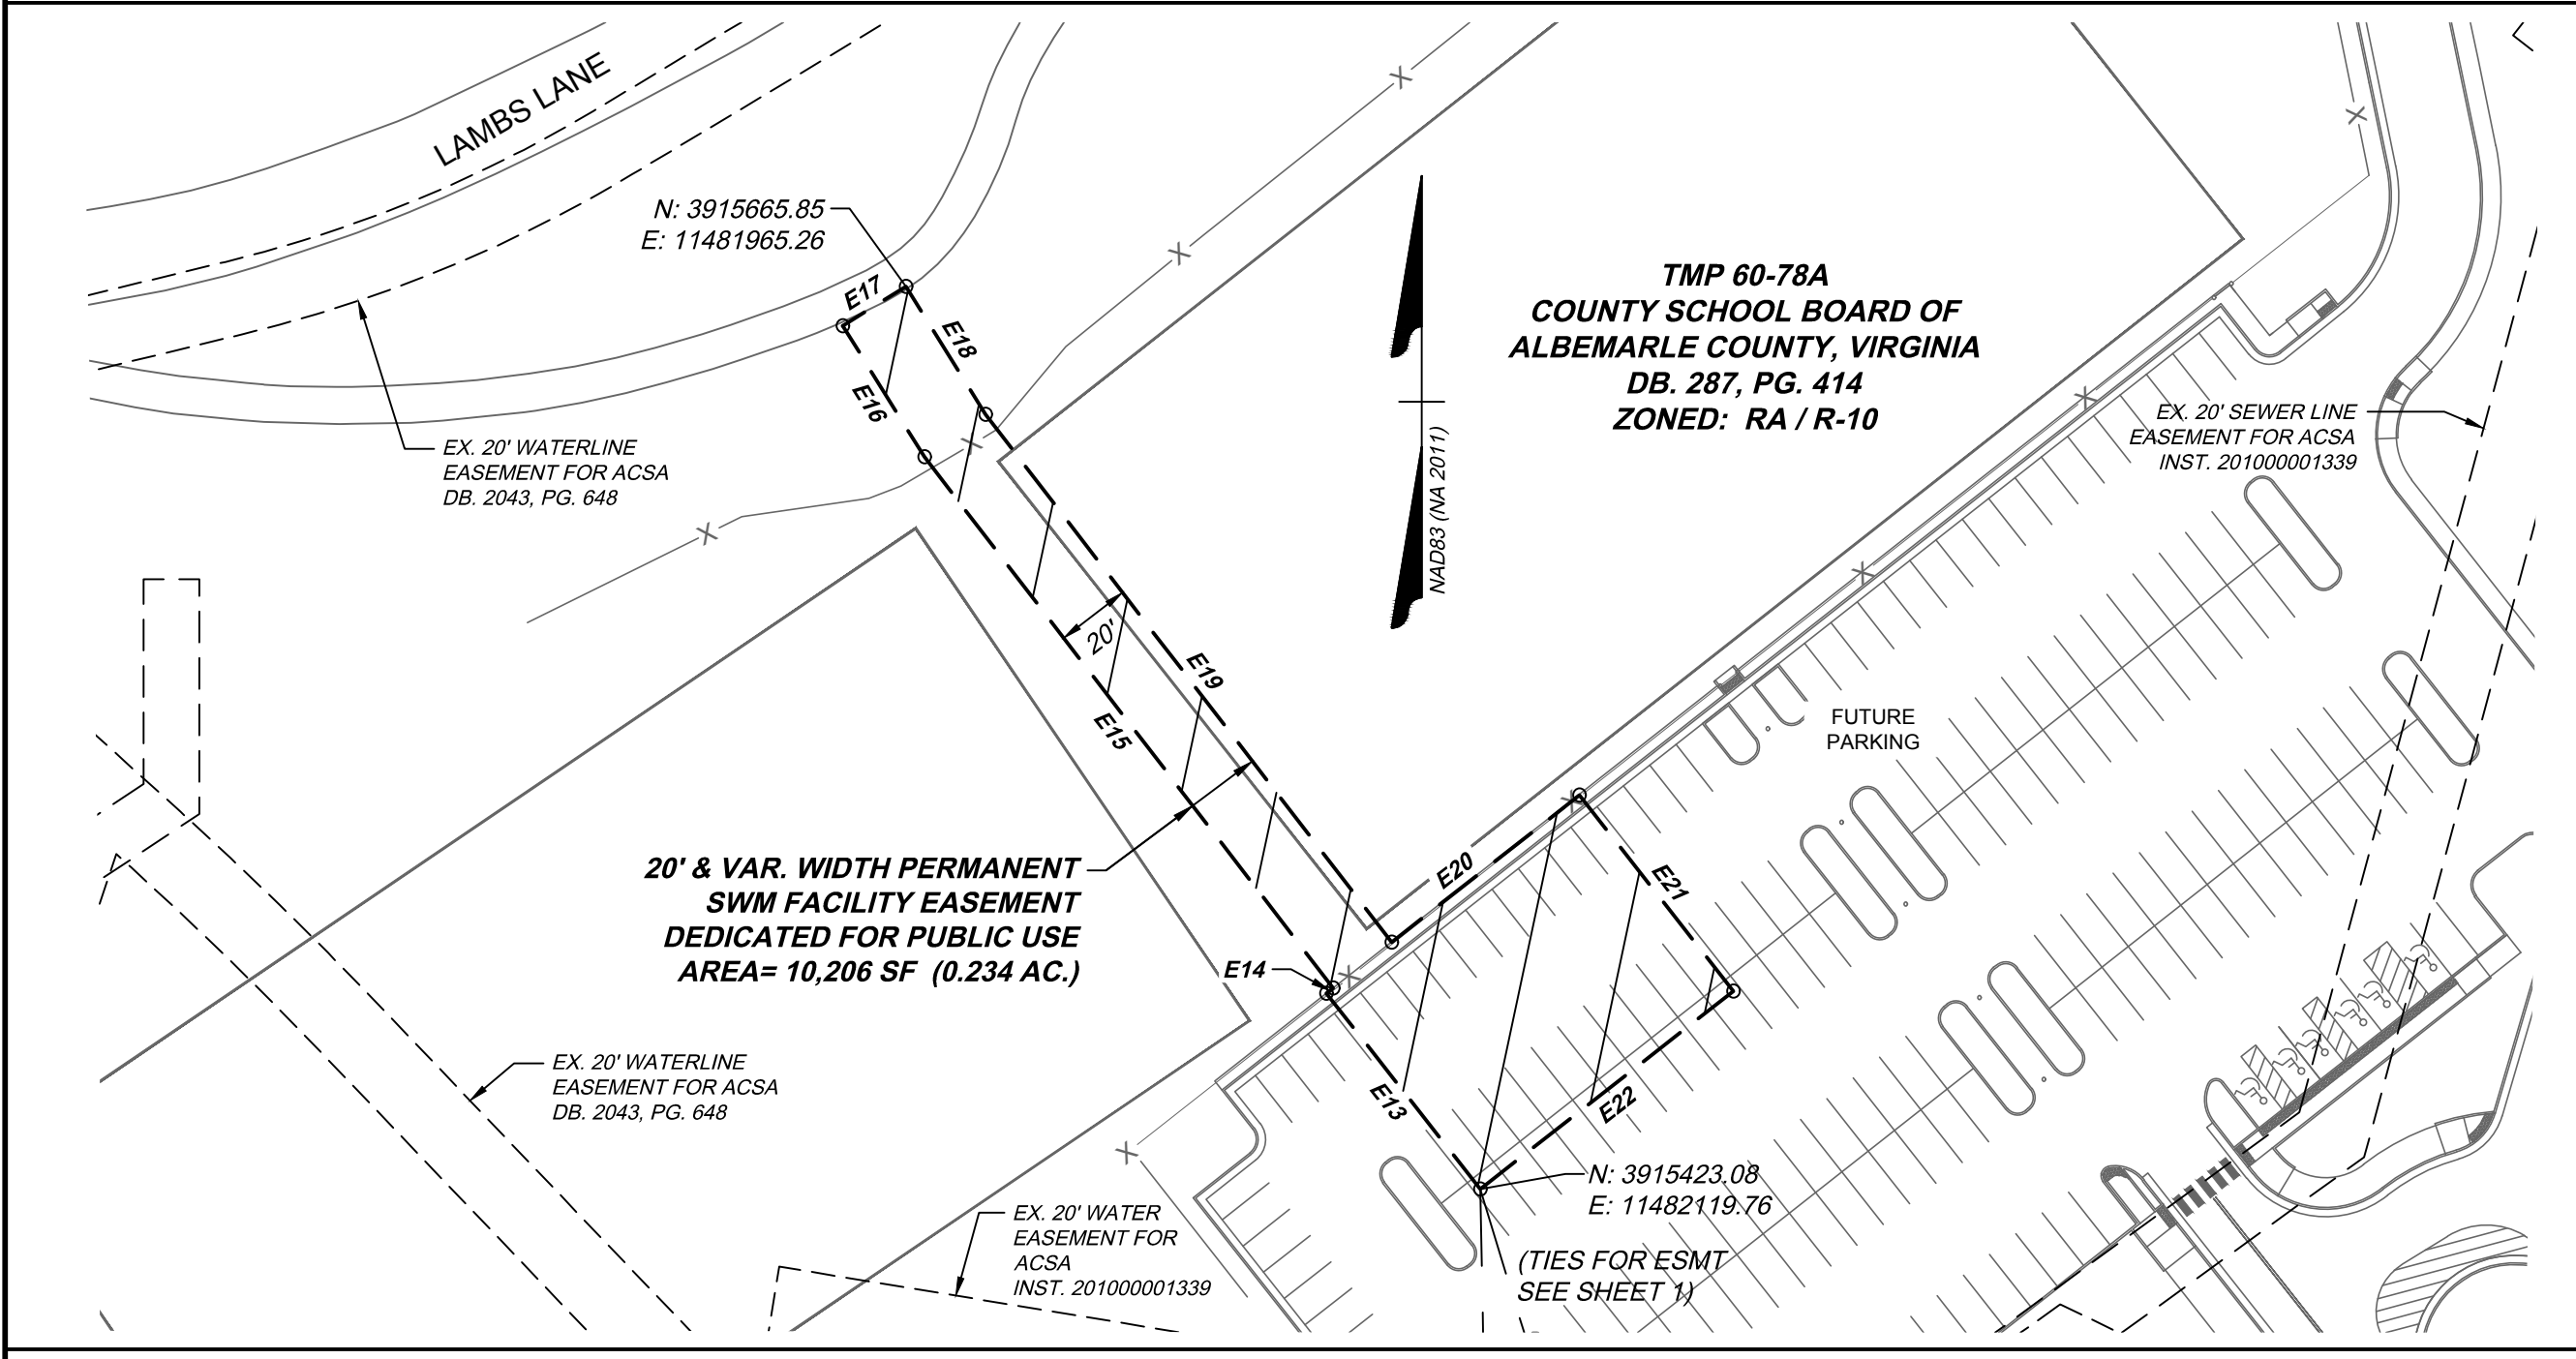 LAMBS LANE
N: 3915665.85
E: 11481965.26
E17
E18
E16
EX. 20' WATERLINE
EASEMENT FOR ACSA
DB. 2043, PG. 648
TMP 60-78A
COUNTY SCHOOL BOARD OF
ALBEMARLE COUNTY, VIRGINIA
DB. 287, PG. 414
ZONED: RA / R-10
NAD83 (NA 2011)
EX. 20' SEWER LINE
EASEMENT FOR ACSA
INST. 201000001339
20'
E19
E15
FUTURE
PARKING
20' & VAR. WIDTH PERMANENT
SWM FACILITY EASEMENT
DEDICATED FOR PUBLIC USE
AREA= 10,206 SF (0.234 AC.)
E20
E21
E14
E13
E22
EX. 20' WATERLINE
EASEMENT FOR ACSA
DB. 2043, PG. 648
N: 3915423.08
E: 11482119.76
EX. 20' WATER
EASEMENT FOR
ACSA
INST. 201000001339
(TIES FOR ESMT
SEE SHEET 1)